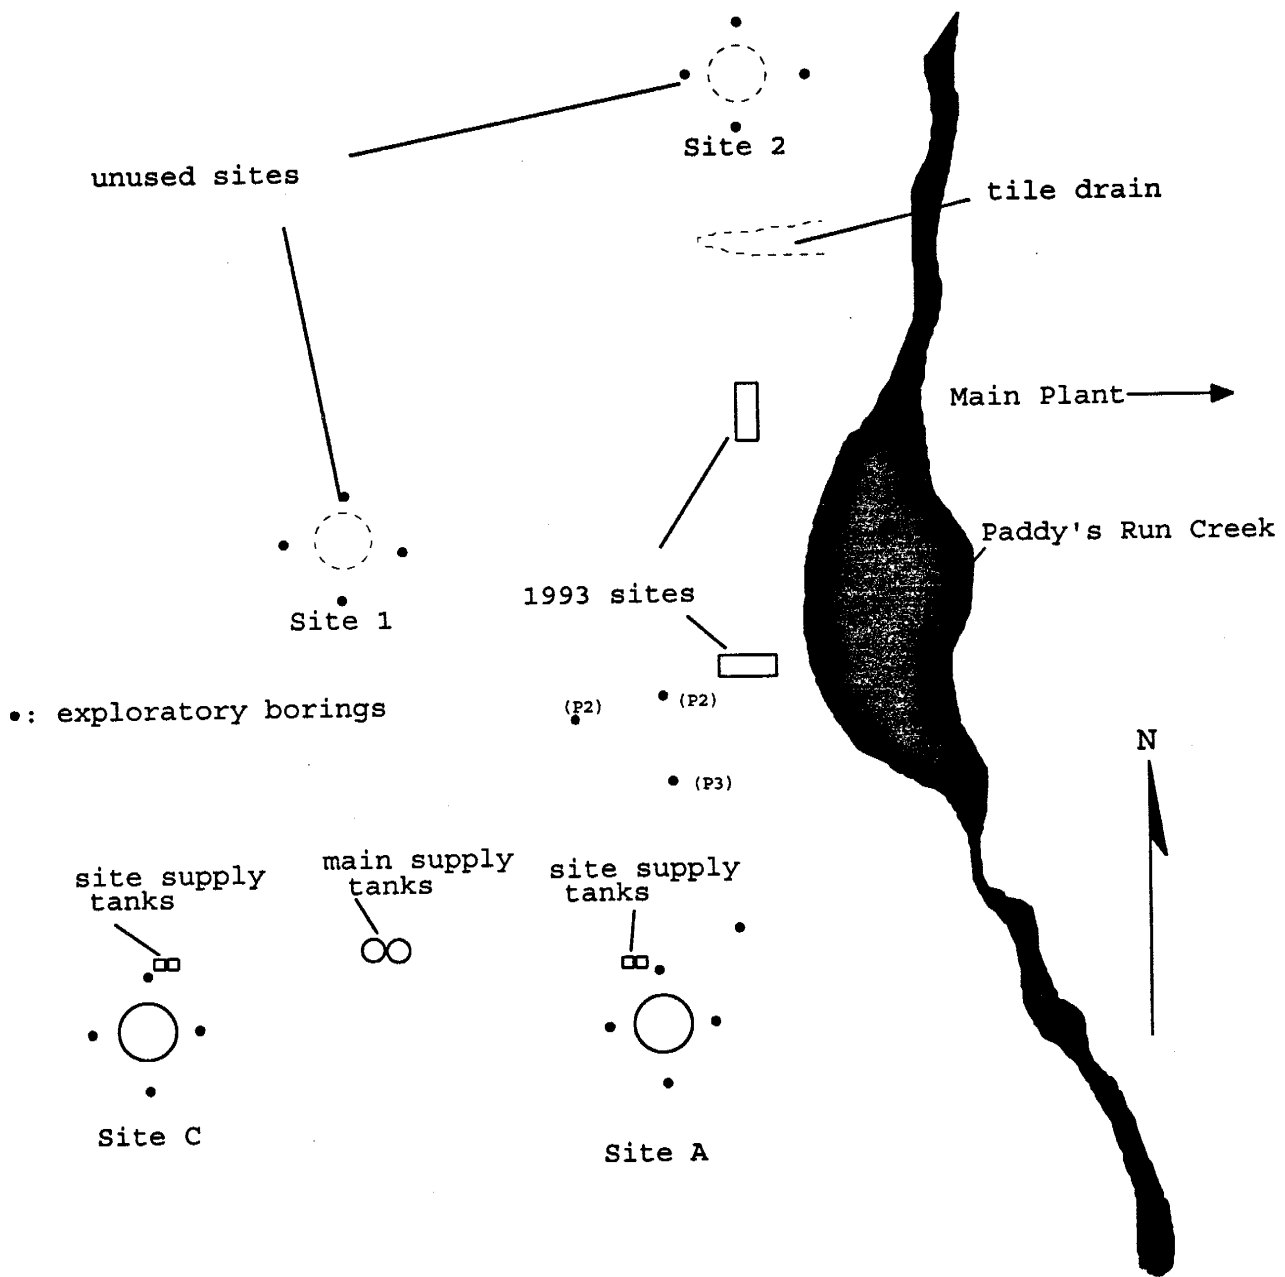 Site 2
unused sites
tile drain
Main Plant
Paddy's Run Creek
1993 sites
Site 1
•: exploratory borings
(P2)
(P2)
N
(P3)
site supply
tanks
main supply
tanks
site supply
tanks
Site C
Site A